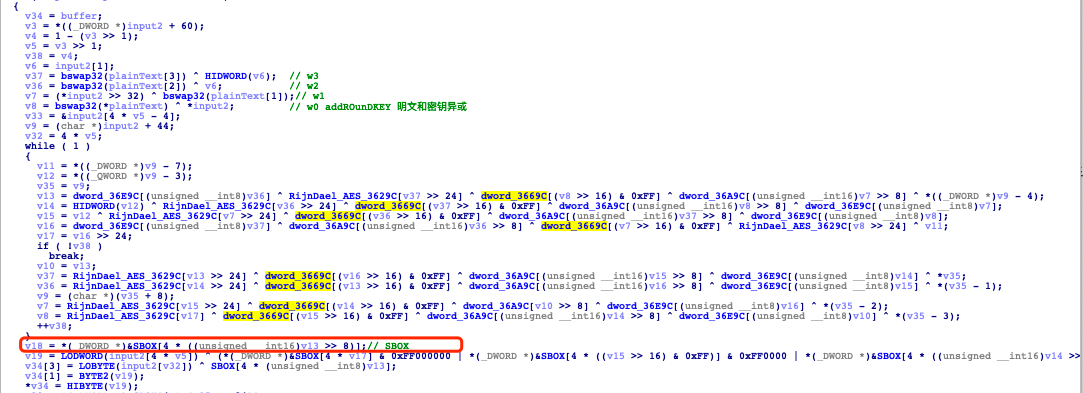 {
v34 = buffer;
v3 = *((_DWORD *)input2 + 60);
v4 = 1 - (v3 >> 1);
v5 = v3 >> 1;
v38 = v4;
v6 = input2[1];
v37 = bswap32(plainText[3]) ^ HIDWORD(v6); // w3
v36 = bswap32(plainText[2]) ^ v6; // w2
v7 = (*input2 >> 32) ^ bswap32(plainText[1]);// w1
v8 = bswap32(*plainText) ^ *input2; // w0 addROunDKEY 明文和密钥异或
v33 = &input2[4 * v5 - 4];
v9 = (char *)input2 + 44;
v32 = 4 * v5;
while ( 1 )
{
v11 = *((_DWORD *)v9 - 7);
v12 = *((_QWORD *)v9 - 3);
v35 = v9;
v13 = dword_36E9C[(unsigned __int8)v36] ^ RijnDael_AES_3629C[v37 >> 24] ^ dword_3669C[(v8 >> 16) & 0xFF] ^ dword_36A9C[(unsigned __int16)v7 >> 8] ^ *((_DWORD *)v9 - 4);
v14 = HIDWORD(v12) ^ RijnDael_AES_3629C[v36 >> 24] ^ dword_3669C[(v37 >> 16) & 0xFF] ^ dword_36A9C[(unsigned __int16)v8 >> 8] ^ dword_36E9C[(unsigned __int8)v7];
v15 = v12 ^ RijnDael_AES_3629C[v7 >> 24] ^ dword_3669C[(v36 >> 16) & 0xFF] ^ dword_36A9C[(unsigned __int16)v37 >> 8] ^ dword_36E9C[(unsigned __int8)v8];
v16 = dword_36E9C[(unsigned __int8)v37] ^ dword_36A9C[(unsigned __int16)v36 >> 8] ^ dword_3669C[(v7 >> 16) & 0xFF] ^ RijnDael_AES_3629C[v8 >> 24] ^ v11;
v17 = v16 >> 24;
if ( !v38 )
break;
v10 = v13;
v37 = RijnDael_AES_3629C[v13 >> 24] ^ dword_3669C[(v16 >> 16) & 0xFF] ^ dword_36A9C[(unsigned __int16)v15 >> 8] ^ dword_36E9C[(unsigned __int8)v14] ^ *v35;
v36 = RijnDael_AES_3629C[v14 >> 24] ^ dword_3669C[(v13 >> 16) & 0xFF] ^ dword_36A9C[(unsigned __int16)v16 >> 8] ^ dword_36E9C[(unsigned __int8)v15] ^ *(v35 - 1);
v9 = (char *)(v35 + 8);
v7 = RijnDael_AES_3629C[v15 >> 24] ^ dword_3669C[(v14 >> 16) & 0xFF] ^ dword_36A9C[v10 >> 8] ^ dword_36E9C[(unsigned __int8)v16] ^ *(v35 - 2);
v8 = RijnDael_AES_3629C[v17] ^ dword_3669C[(v15 >> 16) & 0xFF] ^ dword_36A9C[(unsigned __int16)v14 >> 8] ^ dword_36E9C[(unsigned __int8)v10] ^ *(v35 - 3);
++v38;
}
v18 = *(_DWORD *)&SBOX[4 * ((unsigned __int16)v13 >> 8)];// SBOX
v19 = LODWORD(input2[4 * v5]) ^ (*(_DWORD *)&SBOX[4 * v17] & 0xFF000000 | *(_DWORD *)&SBOX[4 * ((v15 >> 16) & 0xFF)] & 0xFF0000 | *(_DWORD *)&SBOX[4 * ((unsigned __int16)v14 >>
v34[3] = LOBYTE(input2[v32]) ^ SBOX[4 * (unsigned __int8)v13];
v34[1] = BYTE2(v19);
*v34 = HIBYTE(v19);